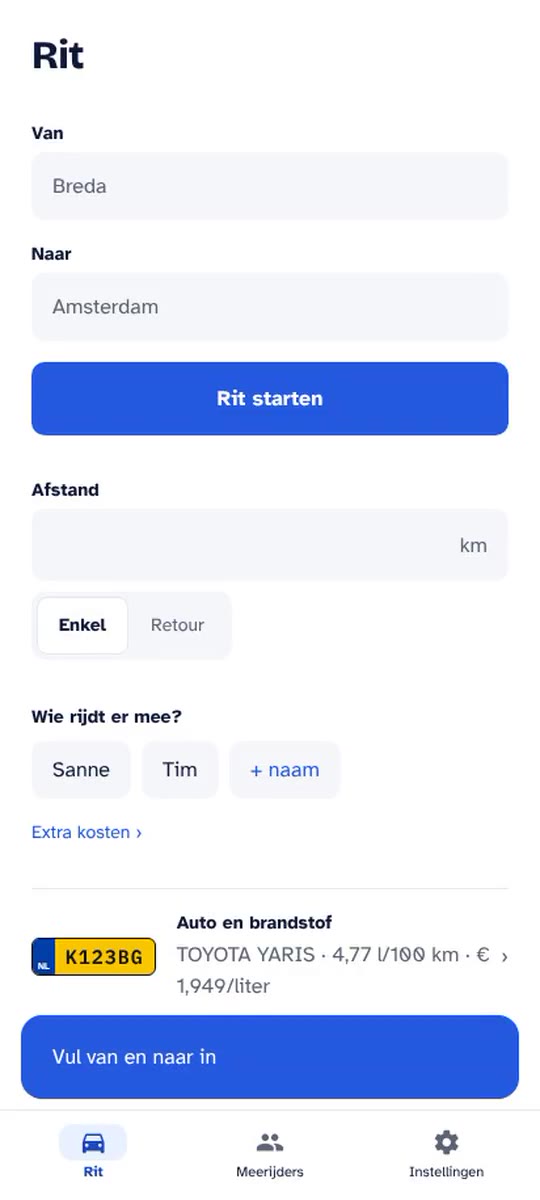 Rit
Van
Breda
Naar
Amsterdam
Rit starten
Afstand
km
Enkel
Retour
Wie rijdt er mee?
Sanne
Tim
+ naam
Extra kosten ›
Auto en brandstof
NL K123BG
TOYOTA YARIS · 4,77 l/100 km · € ›
1,949/liter
Vul van en naar in
Rit
Meerijders
Instellingen